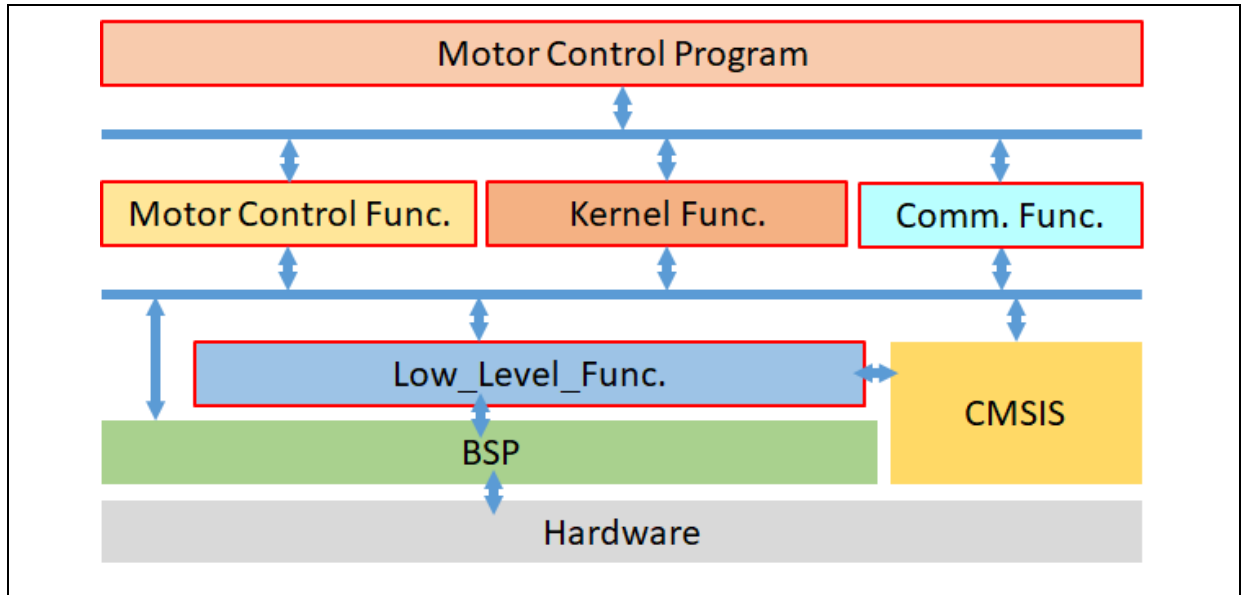 Motor Control Program
Motor Control Func.
Kernel Func.
Comm. Func.
Low_Level_Func.
CMSIS
BSP
Hardware